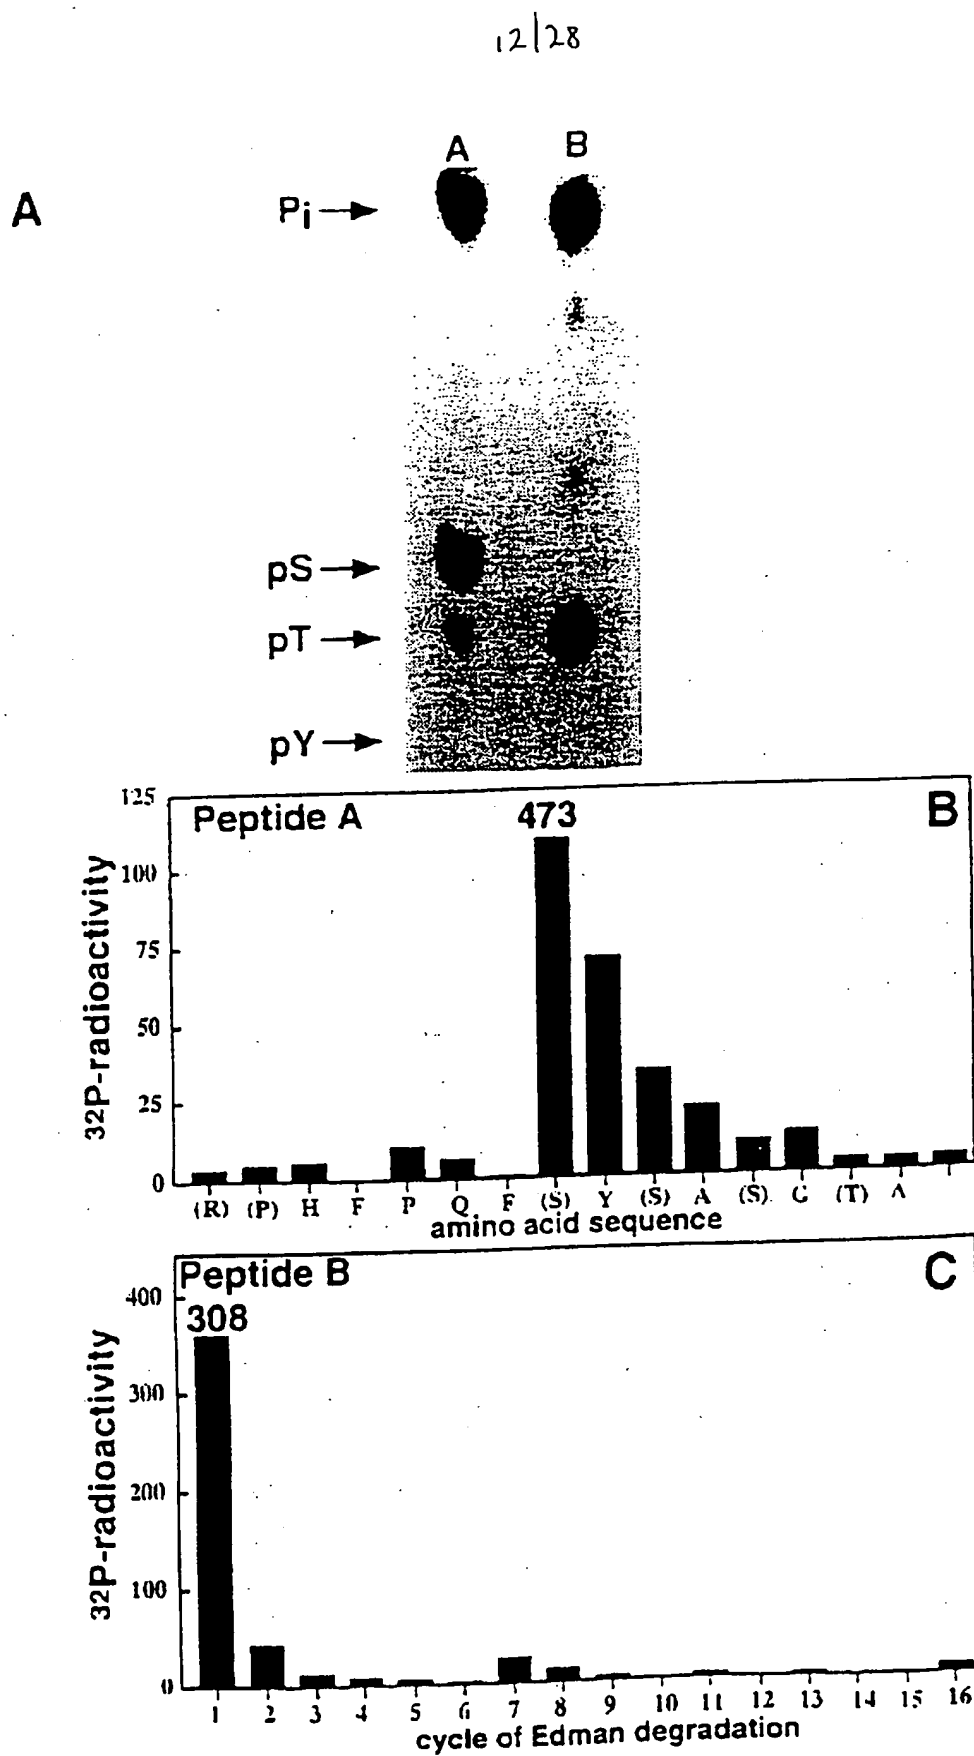 12/28
A B
A
Pi
pS
pT
pY
Peptide A 473 B
32P-radioactivity
125
100
75
50
25
0
(R) (P) H F P Q F (S) Y (S) A (S) G (T) A
amino acid sequence
Peptide B C
308
32P-radioactivity
400
300
200
100
0
1 2 3 4 5 6 7 8 9 10 11 12 13 14 15 16
cycle of Edman degradation